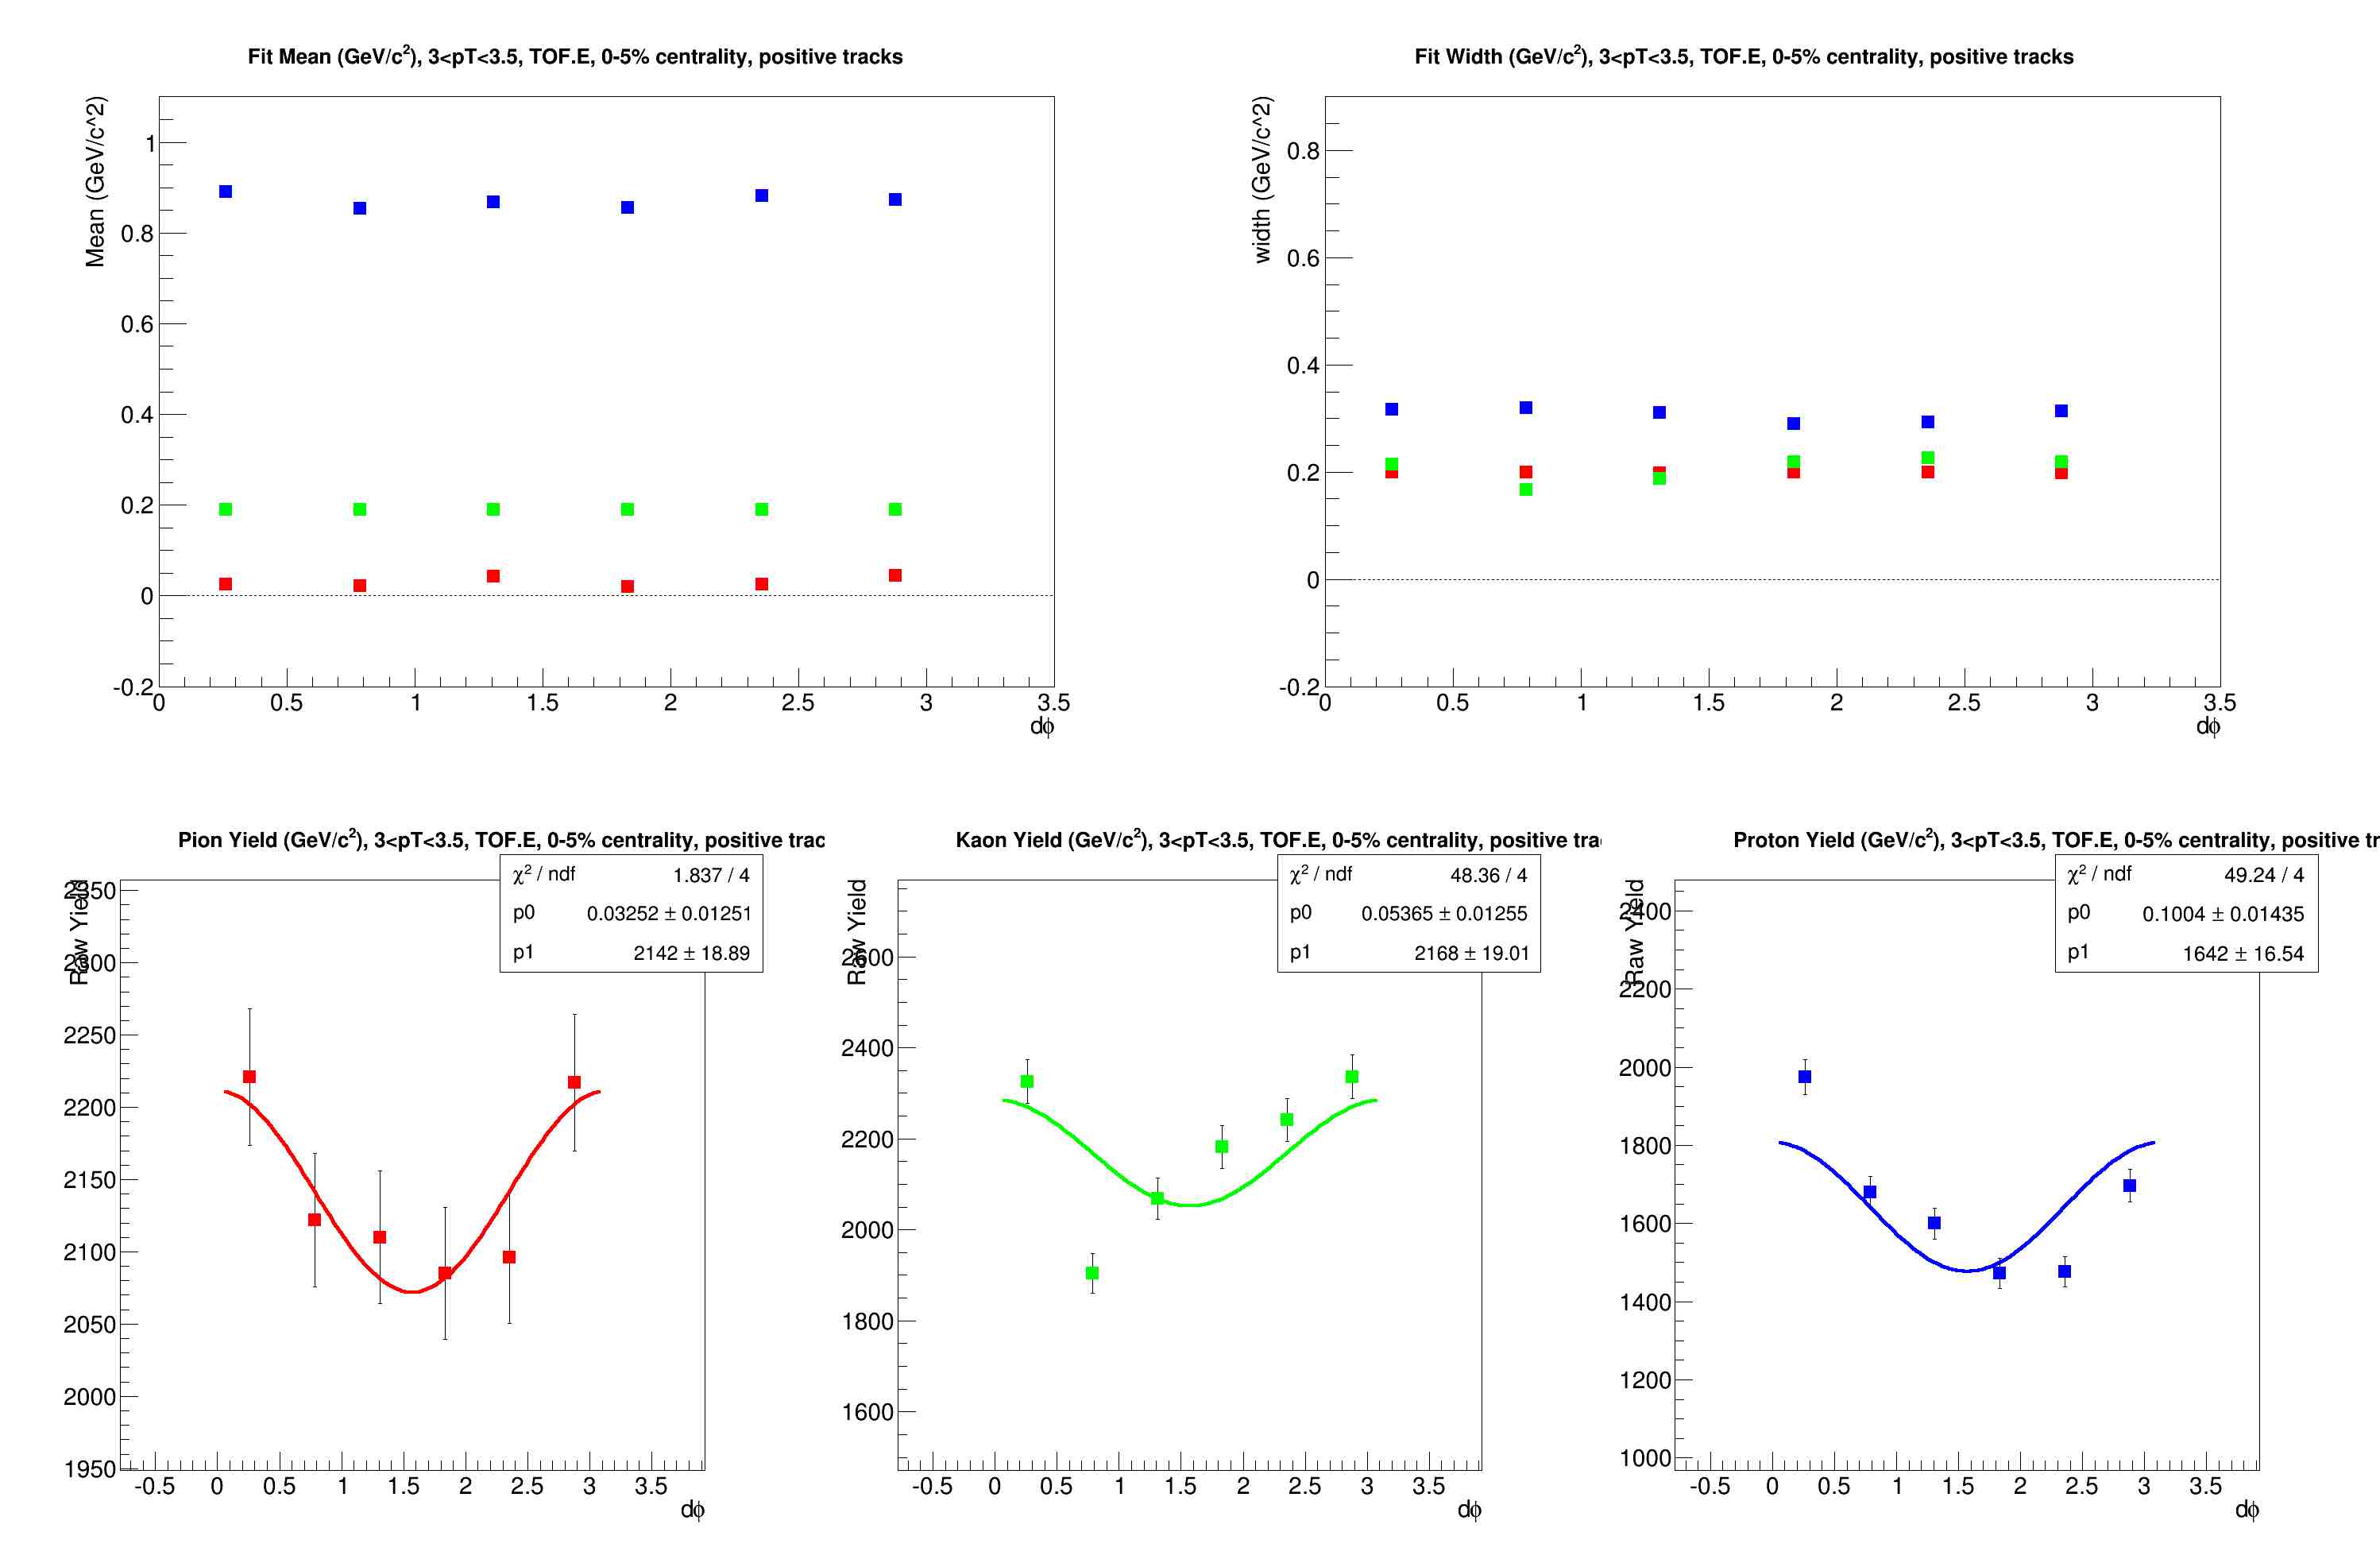 Fit Mean (GeV/c²), 3<pT<3.5, TOF.E, 0-5% centrality, positive tracks
Mean (GeV/c^2)
1
0.8
0.6
0.4
0.2
0
-0.2
0 0.5 1 1.5 2 2.5 3 3.5
dϕ
Fit Width (GeV/c²), 3<pT<3.5, TOF.E, 0-5% centrality, positive tracks
width (GeV/c^2)
0.8
0.6
0.4
0.2
0
-0.2
0 0.5 1 1.5 2 2.5 3 3.5
dϕ
Pion Yield (GeV/c²), 3<pT<3.5, TOF.E, 0-5% centrality, positive trac
χ² / ndf 1.837 / 4
p0 0.03252 ± 0.01251
p1 2142 ± 18.89
Raw Yield
2350
2300
2250
2200
2150
2100
2050
2000
1950
-0.5 0 0.5 1 1.5 2 2.5 3 3.5
dϕ
Kaon Yield (GeV/c²), 3<pT<3.5, TOF.E, 0-5% centrality, positive tra
χ² / ndf 48.36 / 4
p0 0.05365 ± 0.01255
p1 2168 ± 19.01
Raw Yield
2600
2400
2200
2000
1800
1600
-0.5 0 0.5 1 1.5 2 2.5 3 3.5
dϕ
Proton Yield (GeV/c²), 3<pT<3.5, TOF.E, 0-5% centrality, positive tr
χ² / ndf 49.24 / 4
p0 0.1004 ± 0.01435
p1 1642 ± 16.54
Raw Yield
2400
2200
2000
1800
1600
1400
1200
1000
-0.5 0 0.5 1 1.5 2 2.5 3 3.5
dϕ